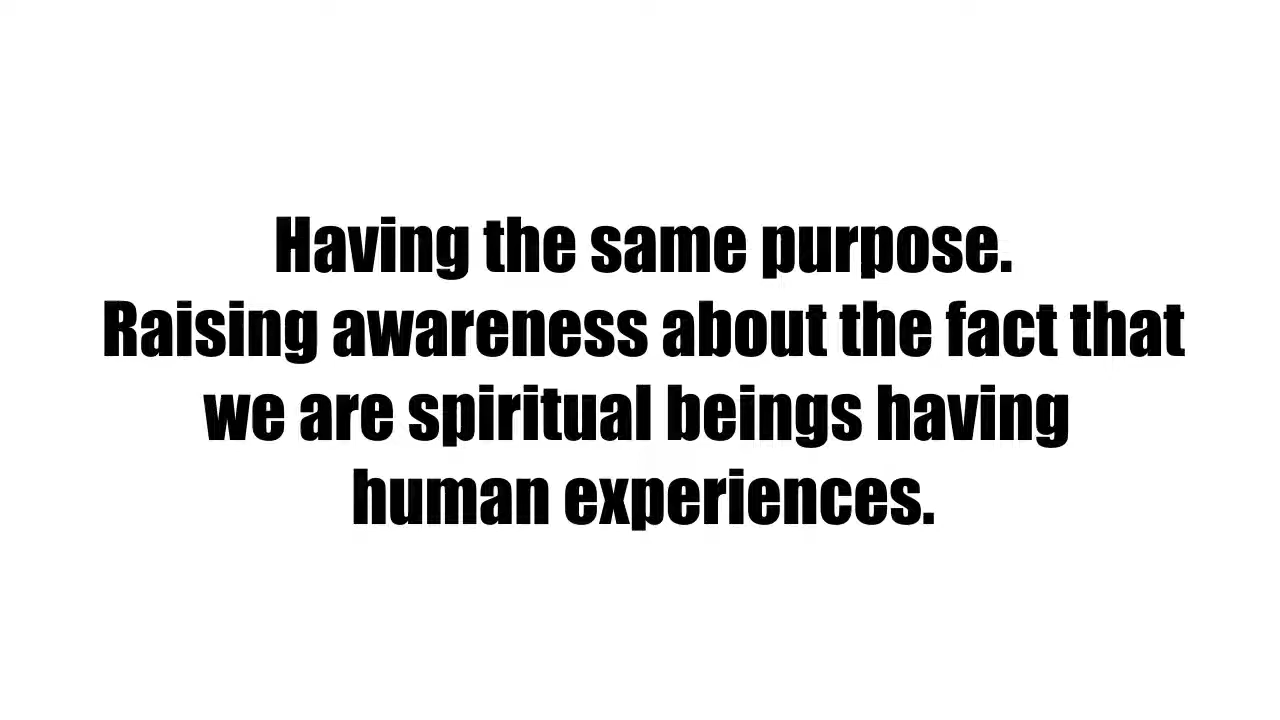 Having the same purpose.
Raising awareness about the fact that
we are spiritual beings having
human experiences.